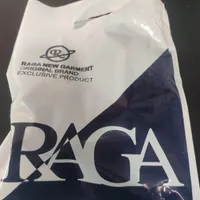 R
RAGA NEW GARMENT
ORIGINAL BRAND
EXCLUSIVE PRODUCT
RAGA